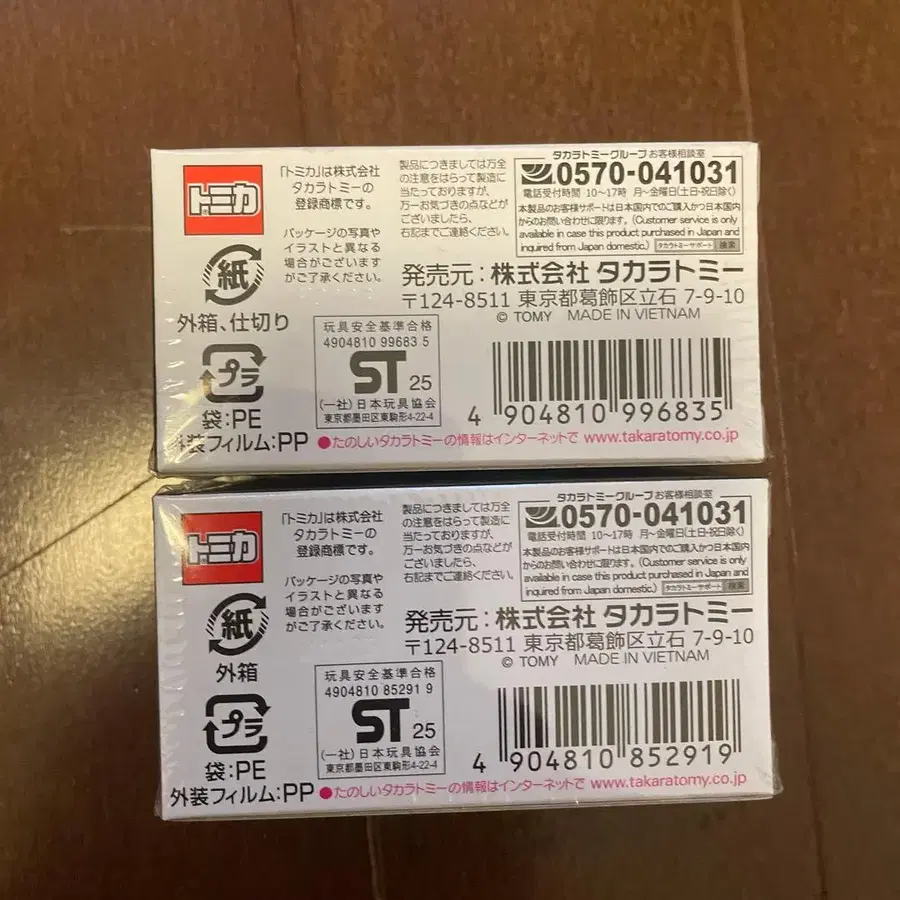 トミカ
「トミカ」は株式会社
タカラトミーの
登録商標です。
パッケージの写真や
イラストと異なる
場合がございます
がご了承ください。
製品につきましては万全
の注意をはらって製造に
当たっておりますが、
万一お気づきの点などが
ございましたら、
右記までご連絡ください。
タカラトミーグループお客様相談室
0570-041031
電話受付時間 10〜17時 月〜金曜日(土日・祝日除く)
本製品のお客様サポートは日本国内でのご購入かつ日本国内
からのお問い合わせに限ります。(Customer service is only
available in case this product purchased in Japan and
inquired from Japan domestic.) タカラトミーサポート 検索
紙
外箱、仕切り
プラ
袋:PE
外装フィルム:PP
発売元:株式会社 タカラトミー
〒124-8511 東京都葛飾区立石 7-9-10
© TOMY MADE IN VIETNAM
玩具安全基準合格
4904810 99683 5
ST 25
(一社)日本玩具協会
東京都墨田区東駒形4-22-4
4 904810 996835
●たのしいタカラトミーの情報はインターネットで www.takaratomy.co.jp
トミカ
「トミカ」は株式会社
タカラトミーの
登録商標です。
パッケージの写真や
イラストと異なる
場合がございます
がご了承ください。
製品につきましては万全
の注意をはらって製造に
当たっておりますが、
万一お気づきの点などが
ございましたら、
右記までご連絡ください。
タカラトミーグループお客様相談室
0570-041031
電話受付時間 10〜17時 月〜金曜日(土日・祝日除く)
本製品のお客様サポートは日本国内でのご購入かつ日本国内
からのお問い合わせに限ります。(Customer service is only
available in case this product purchased in Japan and
inquired from Japan domestic.) タカラトミーサポート 検索
紙
外箱
プラ
袋:PE
外装フィルム:PP
発売元:株式会社 タカラトミー
〒124-8511 東京都葛飾区立石 7-9-10
© TOMY MADE IN VIETNAM
玩具安全基準合格
4904810 85291 9
ST 25
(一社)日本玩具協会
東京都墨田区東駒形4-22-4
4 904810 852919
●たのしいタカラトミーの情報はインターネットで www.takaratomy.co.jp